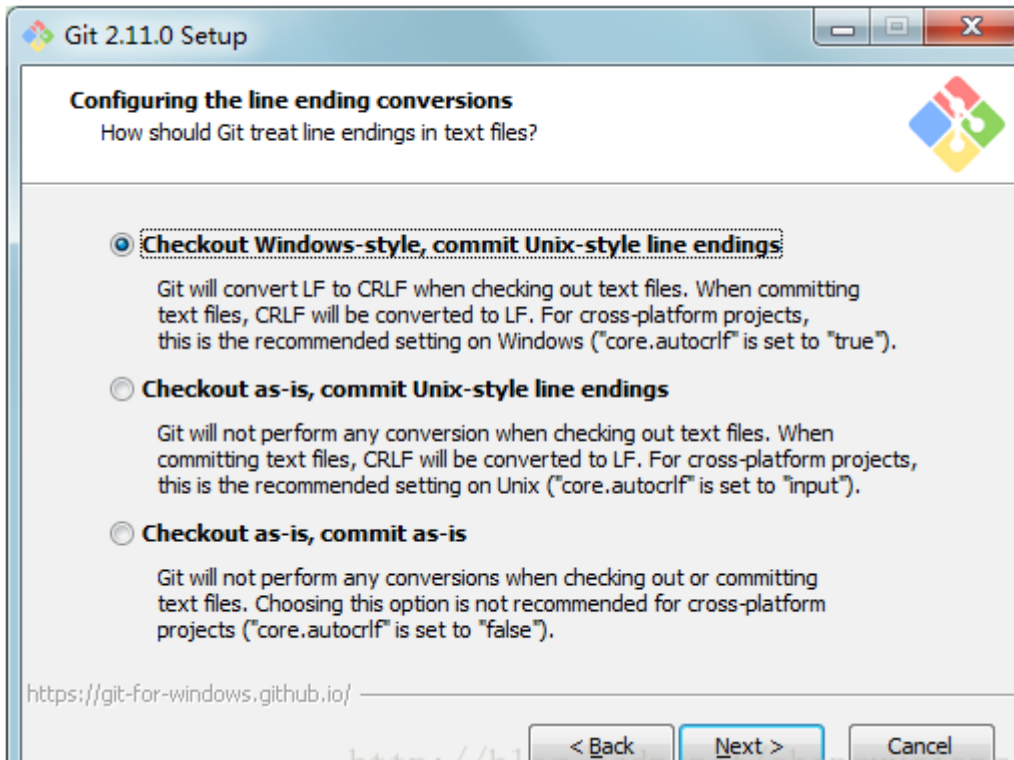 Git 2.11.0 Setup
Configuring the line ending conversions
How should Git treat line endings in text files?
Checkout Windows-style, commit Unix-style line endings
Git will convert LF to CRLF when checking out text files. When committing
text files, CRLF will be converted to LF. For cross-platform projects,
this is the recommended setting on Windows ("core.autocrlf" is set to "true").
Checkout as-is, commit Unix-style line endings
Git will not perform any conversion when checking out text files. When
committing text files, CRLF will be converted to LF. For cross-platform projects,
this is the recommended setting on Unix ("core.autocrlf" is set to "input").
Checkout as-is, commit as-is
Git will not perform any conversions when checking out or committing
text files. Choosing this option is not recommended for cross-platform
projects ("core.autocrlf" is set to "false").
https://git-for-windows.github.io/
< Back Next > Cancel